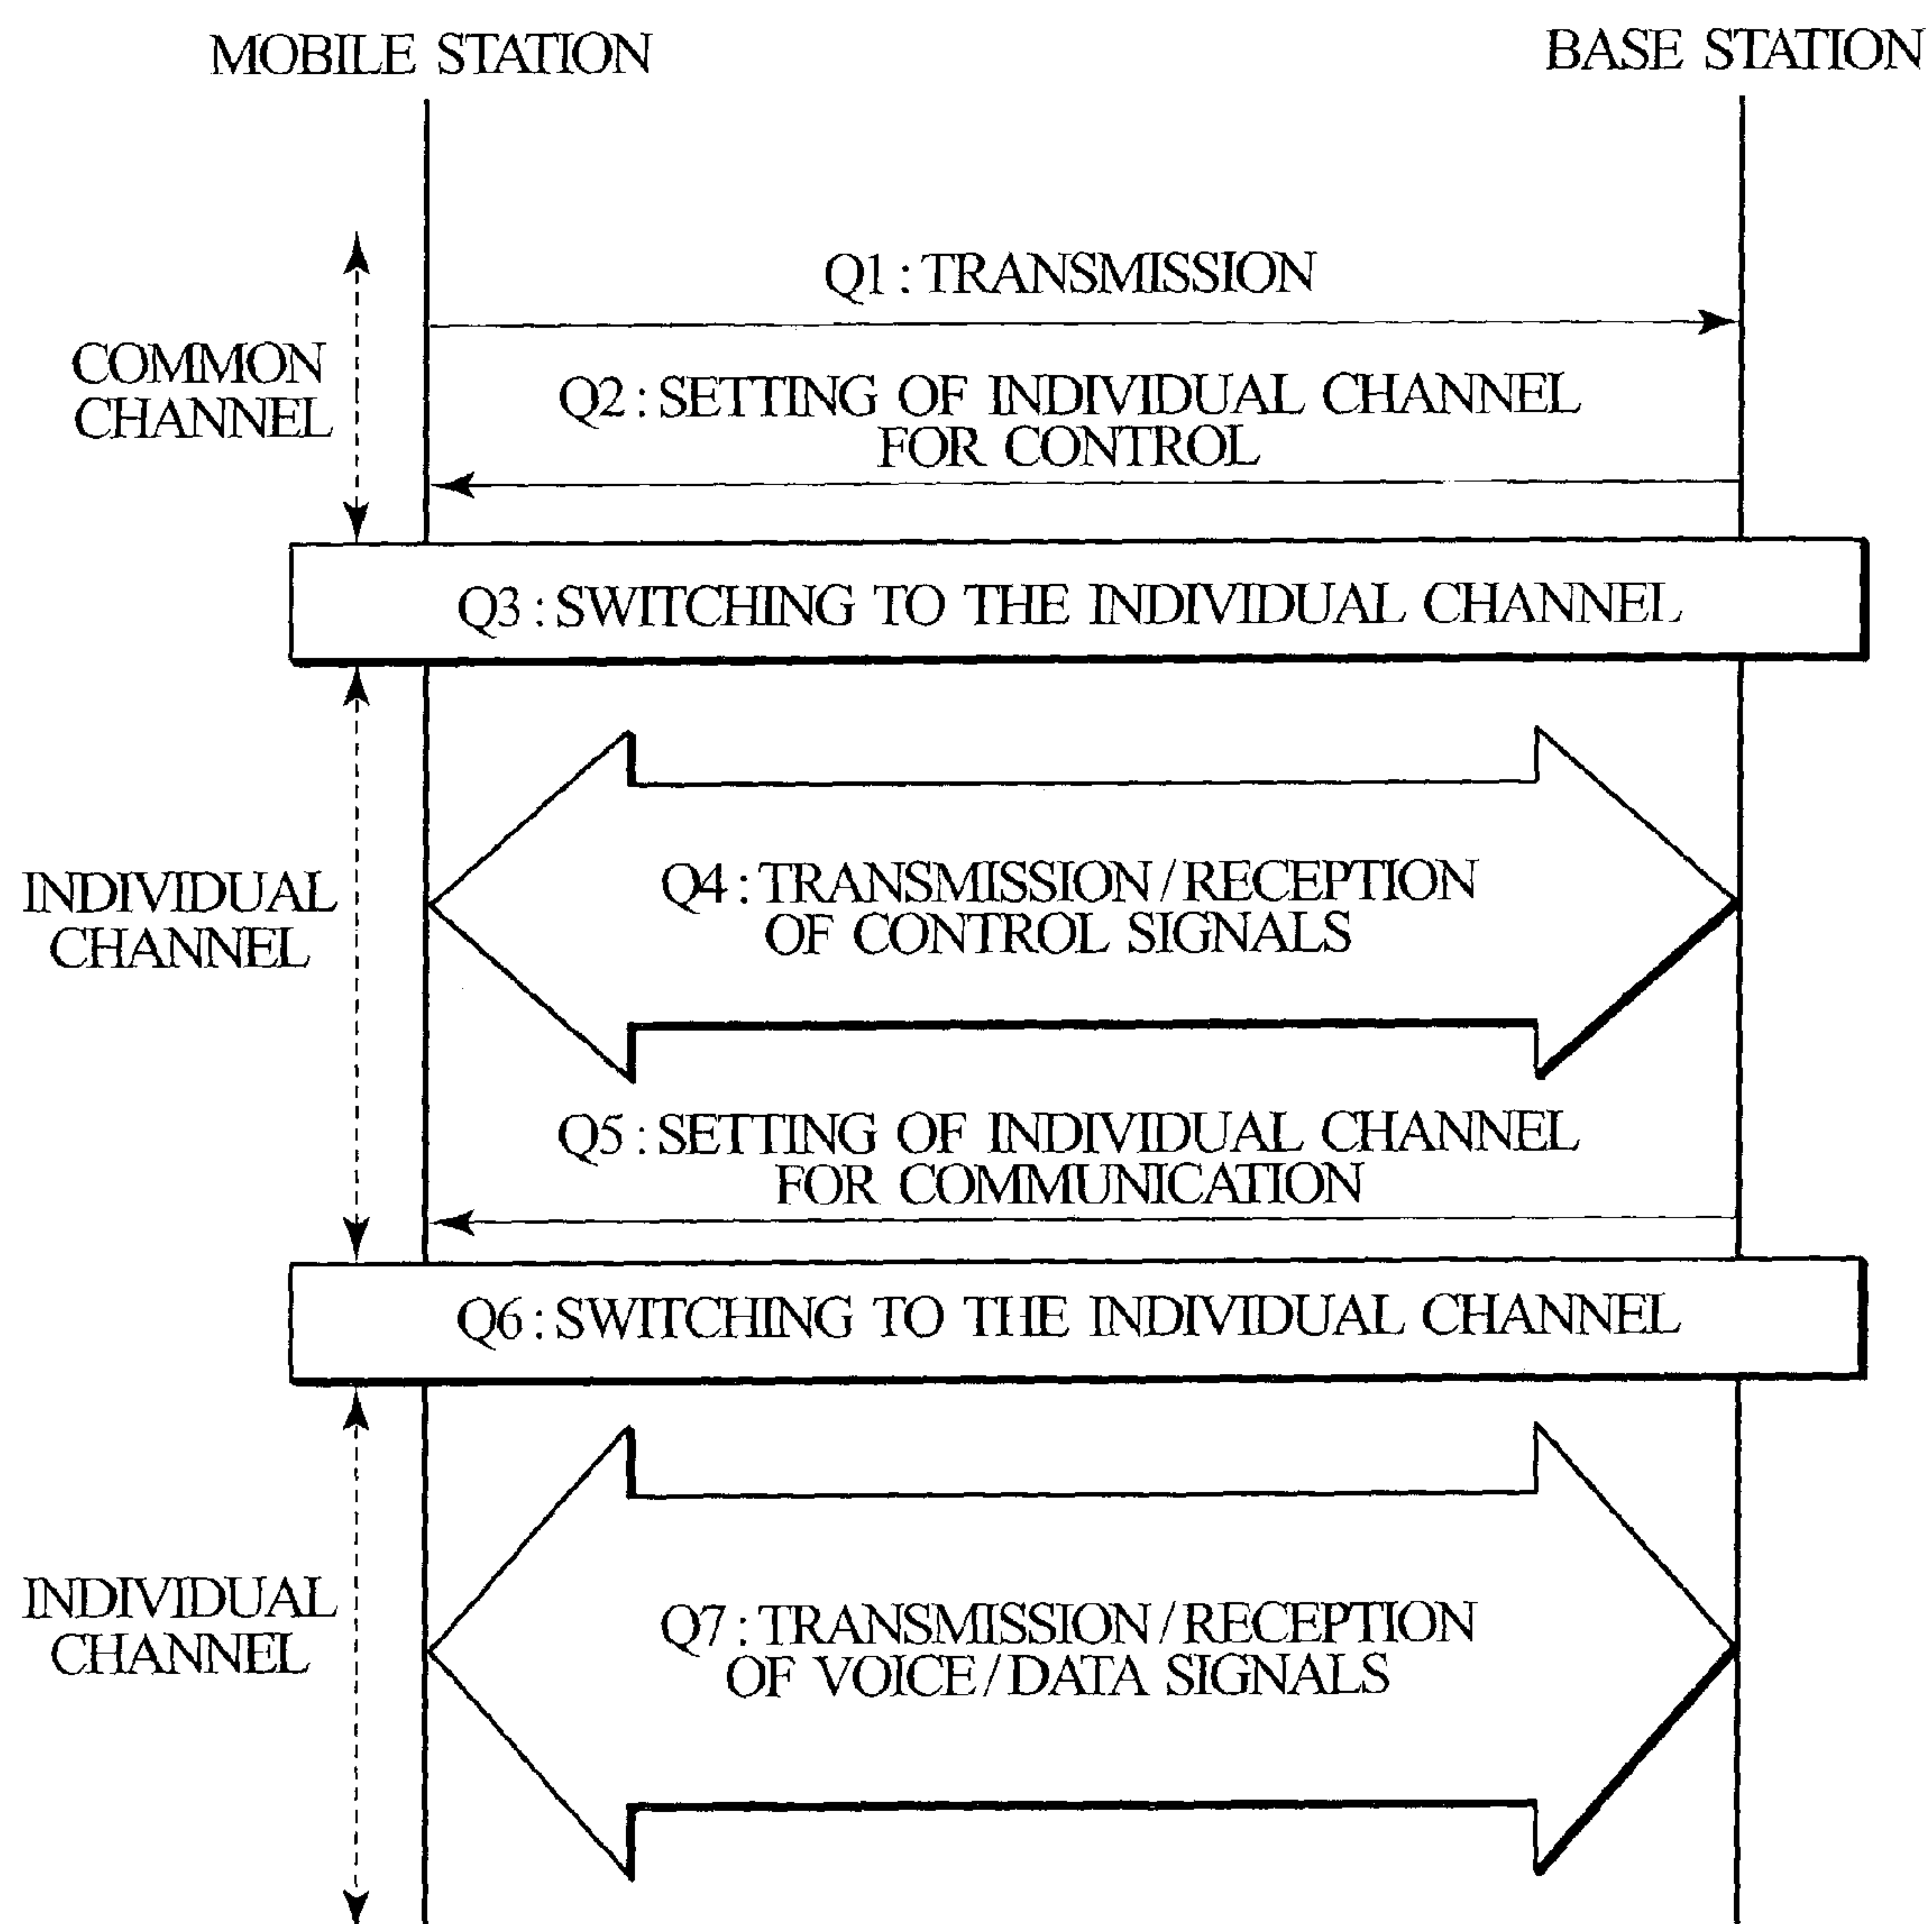 MOBILE STATION
BASE STATION
Q1 : TRANSMISSION
COMMON
CHANNEL
Q2 : SETTING OF INDIVIDUAL CHANNEL
FOR CONTROL
Q3 : SWITCHING TO THE INDIVIDUAL CHANNEL
INDIVIDUAL
CHANNEL
Q4 : TRANSMISSION / RECEPTION
OF CONTROL SIGNALS
Q5 : SETTING OF INDIVIDUAL CHANNEL
FOR COMMUNICATION
Q6 : SWITCHING TO THE INDIVIDUAL CHANNEL
INDIVIDUAL
CHANNEL
Q7 : TRANSMISSION / RECEPTION
OF VOICE / DATA SIGNALS